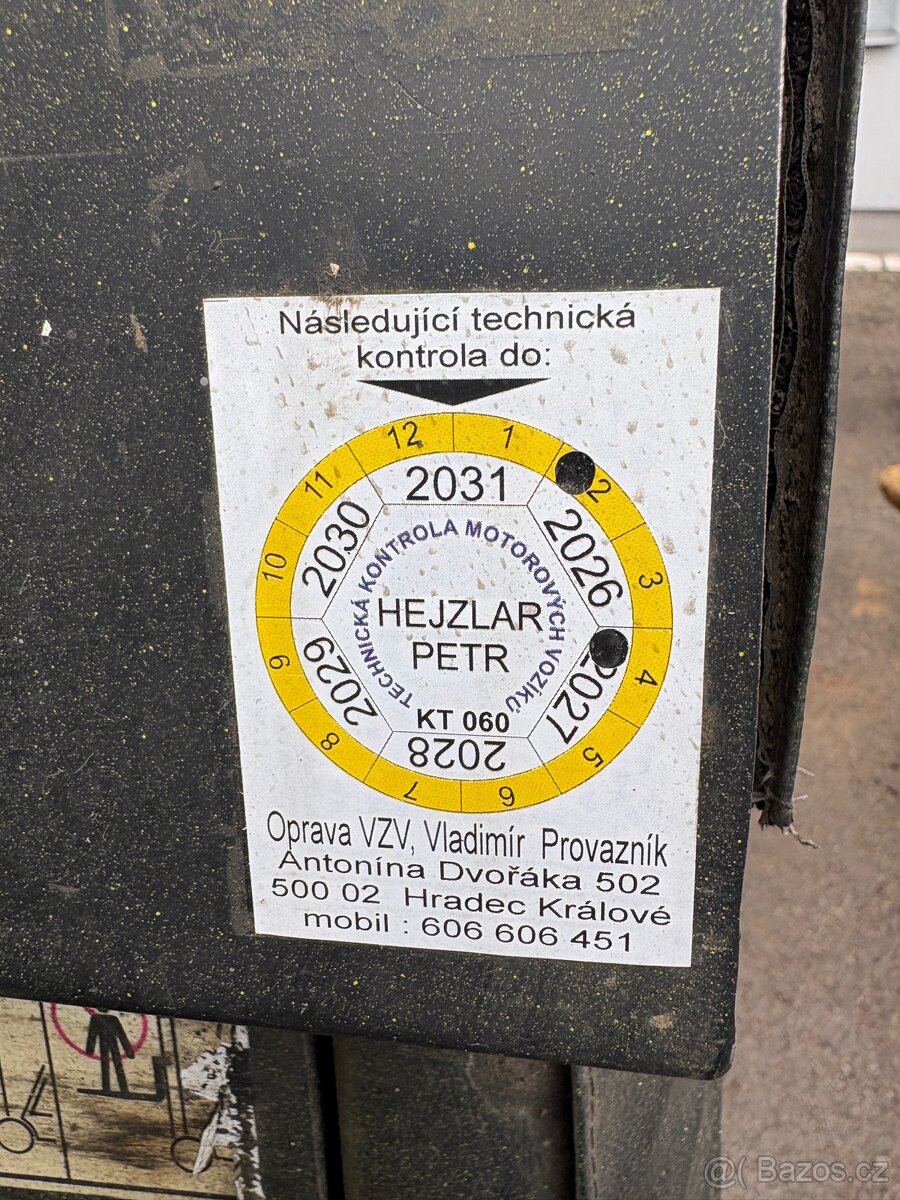 Následující technická
kontrola do:
12 1 2 3 4 5 6 7 8 9 10 11
2031
2026
2027
2028
2029
2030
TECHNICKÁ KONTROLA MOTOROVÝCH VOZÍKŮ
HEJZLAR
PETR
KT 060
Oprava VZV, Vladimír Provazník
Antonína Dvořáka 502
500 02 Hradec Králové
mobil : 606 606 451
@( Bazos.cz